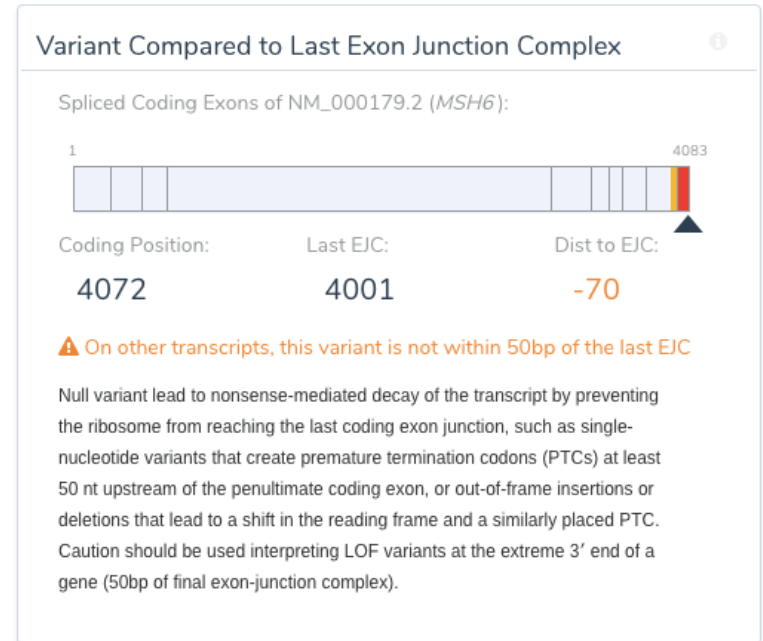 Variant Compared to Last Exon Junction Complex
Spliced Coding Exons of NM_000179.2 (MSH6):
1 4083
Coding Position: Last EJC: Dist to EJC:
4072 4001 -70
On other transcripts, this variant is not within 50bp of the last EJC
Null variant lead to nonsense-mediated decay of the transcript by preventing
the ribosome from reaching the last coding exon junction, such as single-
nucleotide variants that create premature termination codons (PTCs) at least
50 nt upstream of the penultimate coding exon, or out-of-frame insertions or
deletions that lead to a shift in the reading frame and a similarly placed PTC.
Caution should be used interpreting LOF variants at the extreme 3′ end of a
gene (50bp of final exon-junction complex).